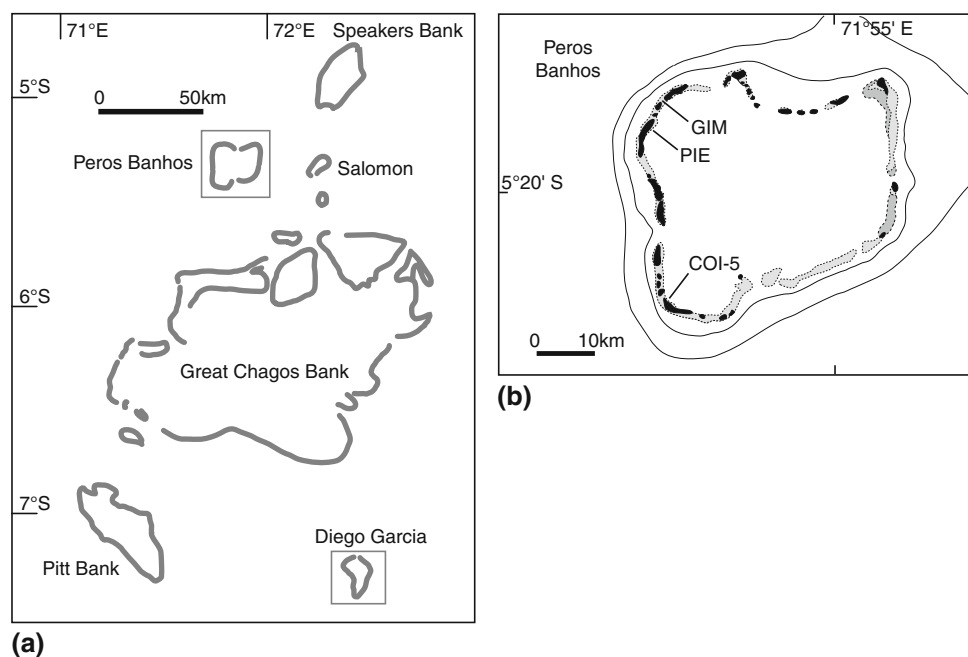 71°E
72°E
Speakers Bank
5°S
0 50km
Peros Banhos
Salomon
6°S
Great Chagos Bank
7°S
Pitt Bank
Diego Garcia
(a)
71°55' E
Peros
Banhos
GIM
PIE
5°20' S
COI-5
0 10km
(b)